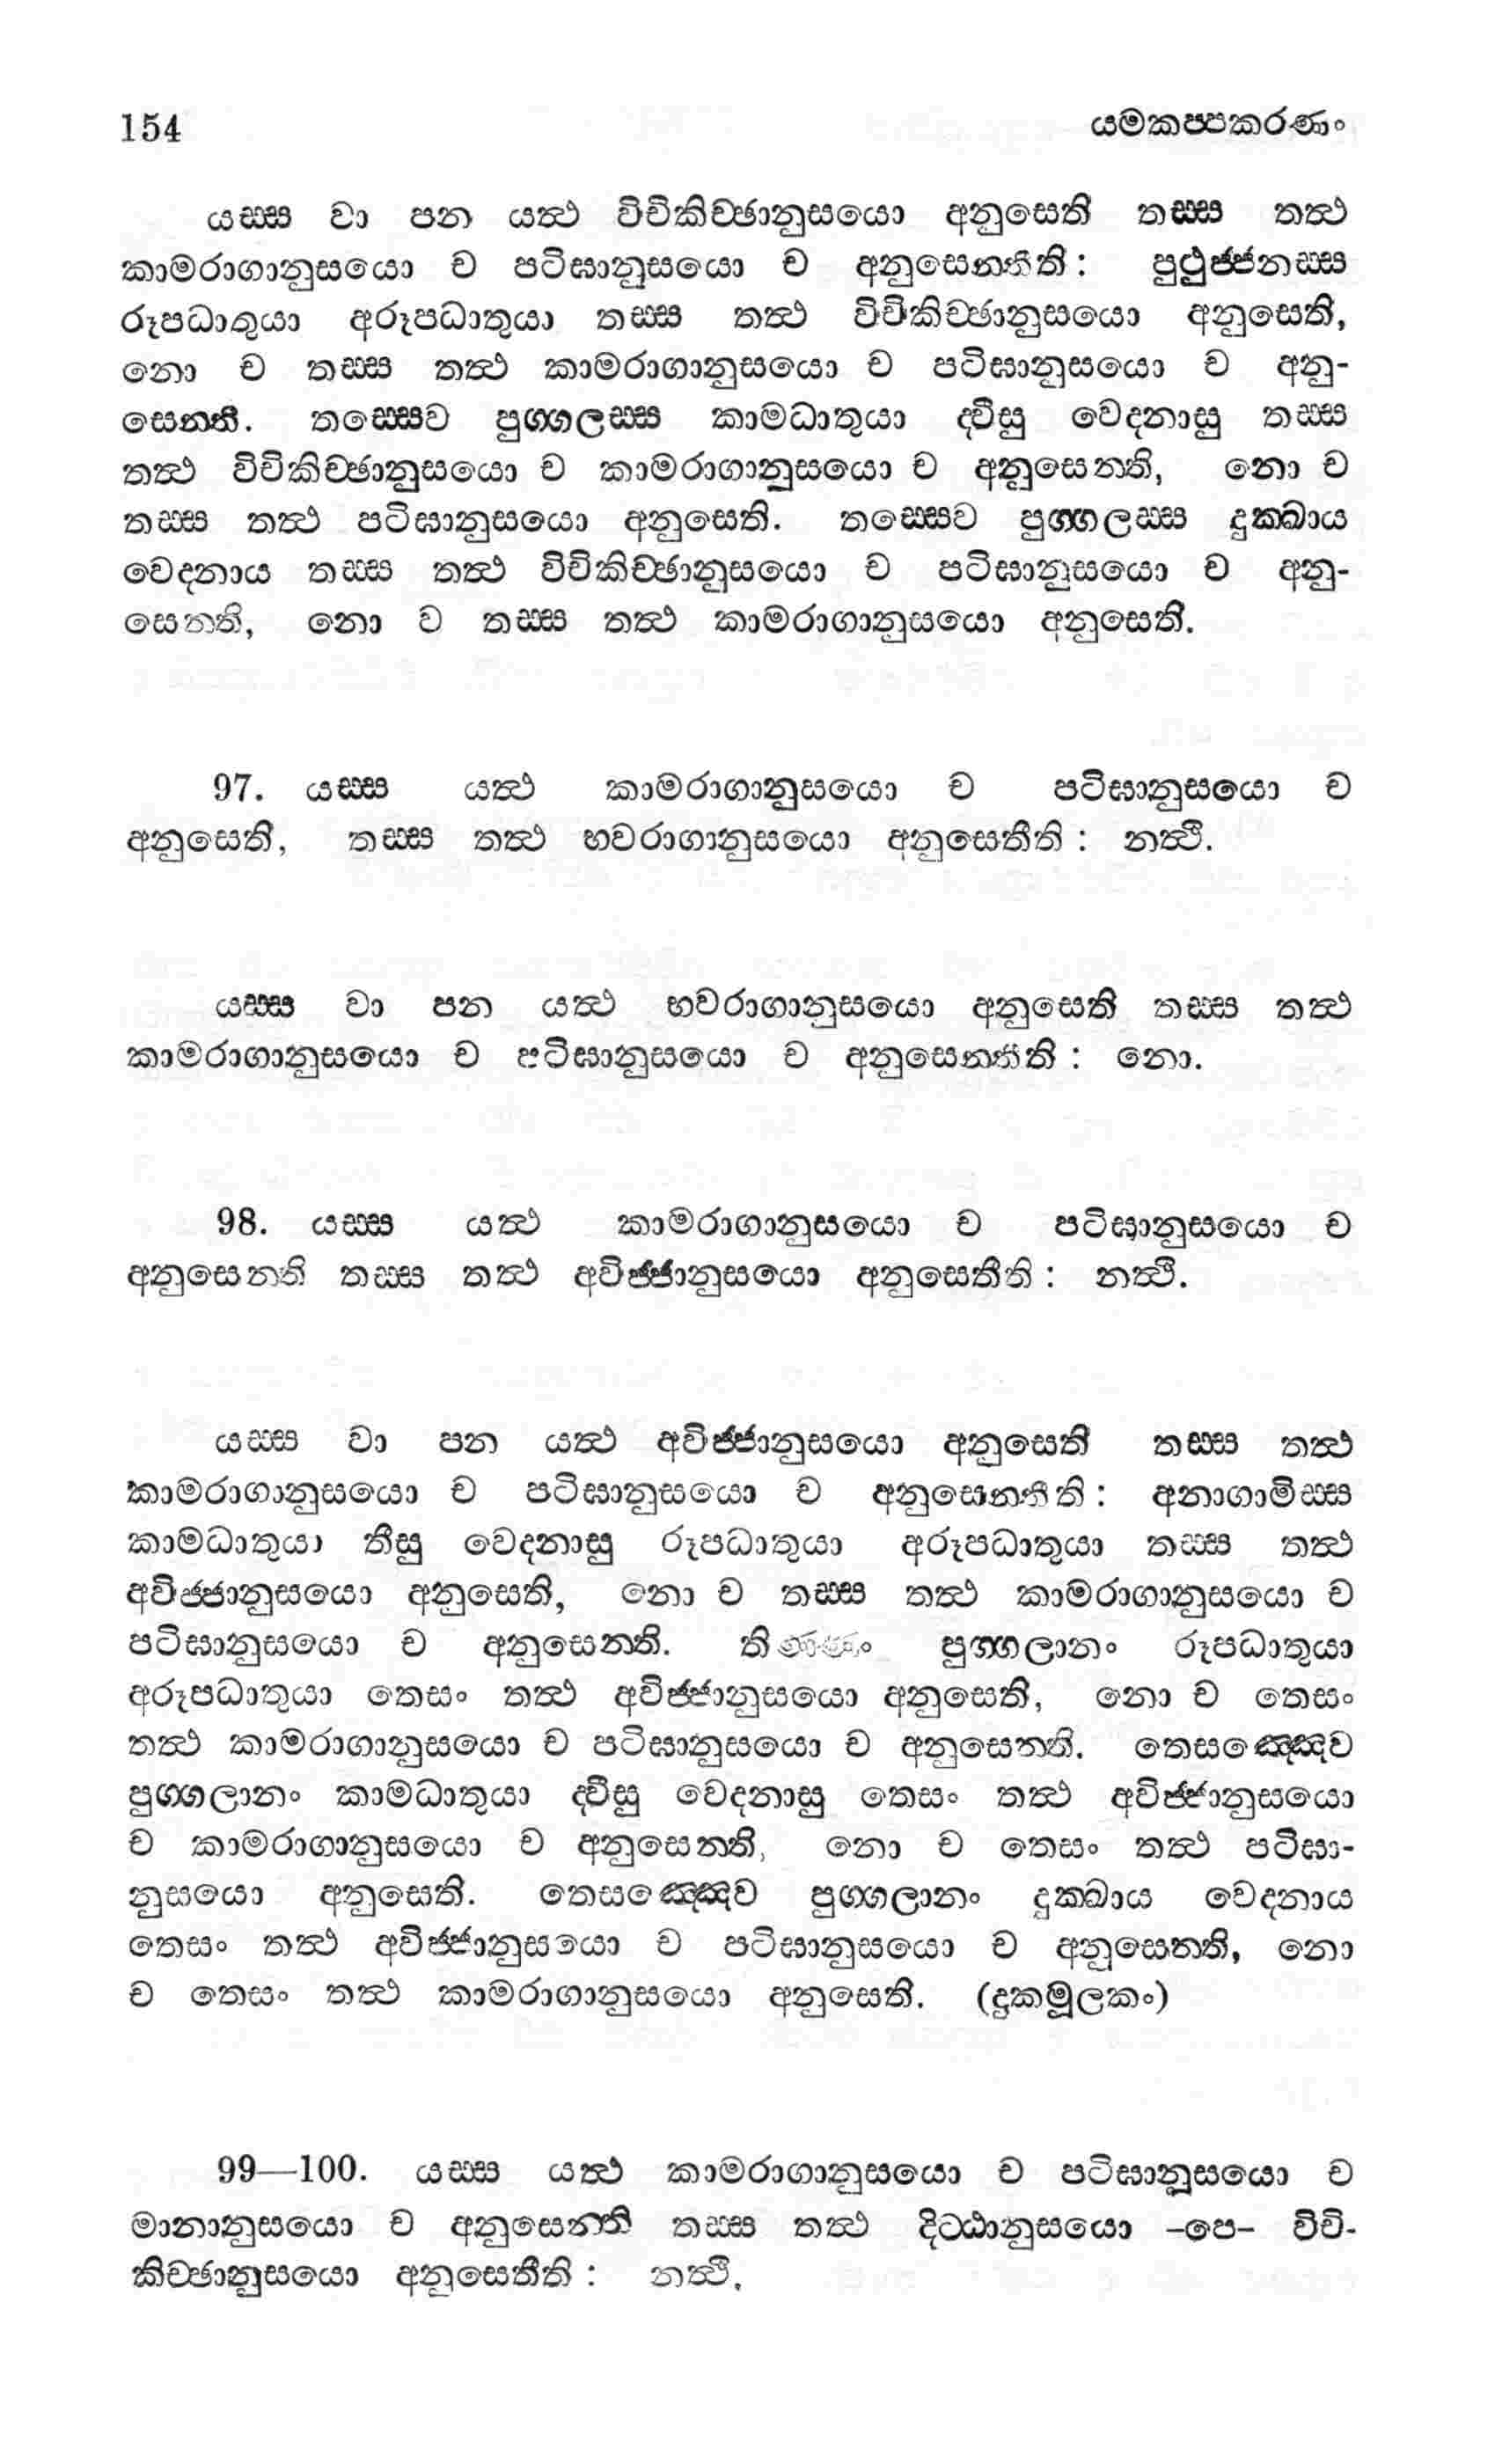 154 යමකප්පකරණං
යස්ස වා පන යත්ථ විචිකිච්ඡානුසයො අනුසෙති තස්ස තත්ථ
කාමරාගානුසයො ච පටිඝානුසයො ච අනුසෙන්තීති : පුථුජ්ජනස්ස
රූපධාතුයා අරූපධාතුයා තස්ස තත්ථ විචිකිච්ඡානුසයො අනුසෙති,
නො ච තස්ස තත්ථ කාමරාගානුසයො ච පටිඝානුසයො ච අනු-
සෙන්ති. තස්සෙව පුග්ගලස්ස කාමධාතුයා ද්වීසු වෙදනාසු තස්ස
තත්ථ විචිකිච්ඡානුසයො ච කාමරාගානුසයො ච අනුසෙන්ති, නො ච
තස්ස තත්ථ පටිඝානුසයො අනුසෙති. තස්සෙව පුග්ගලස්ස දුක්ඛාය
වෙදනාය තස්ස තත්ථ විචිකිච්ඡානුසයො ච පටිඝානුසයො ච අනු-
සෙන්ති, නො ව තස්ස තත්ථ කාමරාගානුසයො අනුසෙති.
97. යස්ස යත්ථ කාමරාගානුසයො ච පටිඝානුසයො ච
අනුසෙති, තස්ස තත්ථ භවරාගානුසයො අනුසෙතීති : නත්ථි.
යස්ස වා පන යත්ථ භවරාගානුසයො අනුසෙති තස්ස තත්ථ
කාමරාගානුසයො ච පටිඝානුසයො ච අනුසෙන්තීති : නො.
98. යස්ස යත්ථ කාමරාගානුසයො ච පටිඝානුසයො ච
අනුසෙන්ති තස්ස තත්ථ අවිජ්ජානුසයො අනුසෙතීති : නත්ථි.
යස්ස වා පන යත්ථ අවිජ්ජානුසයො අනුසෙති තස්ස තත්ථ
කාමරාගානුසයො ච පටිඝානුසයො ච අනුසෙන්තීති : අනාගාමිස්ස
කාමධාතුයා තීසු වෙදනාසු රූපධාතුයා අරූපධාතුයා තස්ස තත්ථ
අවිජ්ජානුසයො අනුසෙති, නො ච තස්ස තත්ථ කාමරාගානුසයො ච
පටිඝානුසයො ච අනුසෙන්ති. තිණ්ණං පුග්ගලානං රූපධාතුයා
අරූපධාතුයා තෙසං තත්ථ අවිජ්ජානුසයො අනුසෙති, නො ච තෙසං
තත්ථ කාමරාගානුසයො ච පටිඝානුසයො ච අනුසෙන්ති. තෙසඤ්ඤෙව
පුග්ගලානං කාමධාතුයා ද්වීසු වෙදනාසු තෙසං තත්ථ අවිජ්ජානුසයො
ච කාමරාගානුසයො ච අනුසෙන්ති, නො ච තෙසං තත්ථ පටිඝා-
නුසයො අනුසෙති. තෙසඤ්ඤෙව පුග්ගලානං දුක්ඛාය වෙදනාය
තෙසං තත්ථ අවිජ්ජානුසයො ච පටිඝානුසයො ච අනුසෙන්ති, නො
ච තෙසං තත්ථ කාමරාගානුසයො අනුසෙති. (දුකමූලකං)
99—100. යස්ස යත්ථ කාමරාගානුසයො ච පටිඝානුසයො ච
මානානුසයො ච අනුසෙන්ති තස්ස තත්ථ දිට්ඨානුසයො -පෙ- විචි-
කිච්ඡානුසයො අනුසෙතීති : නත්ථි.